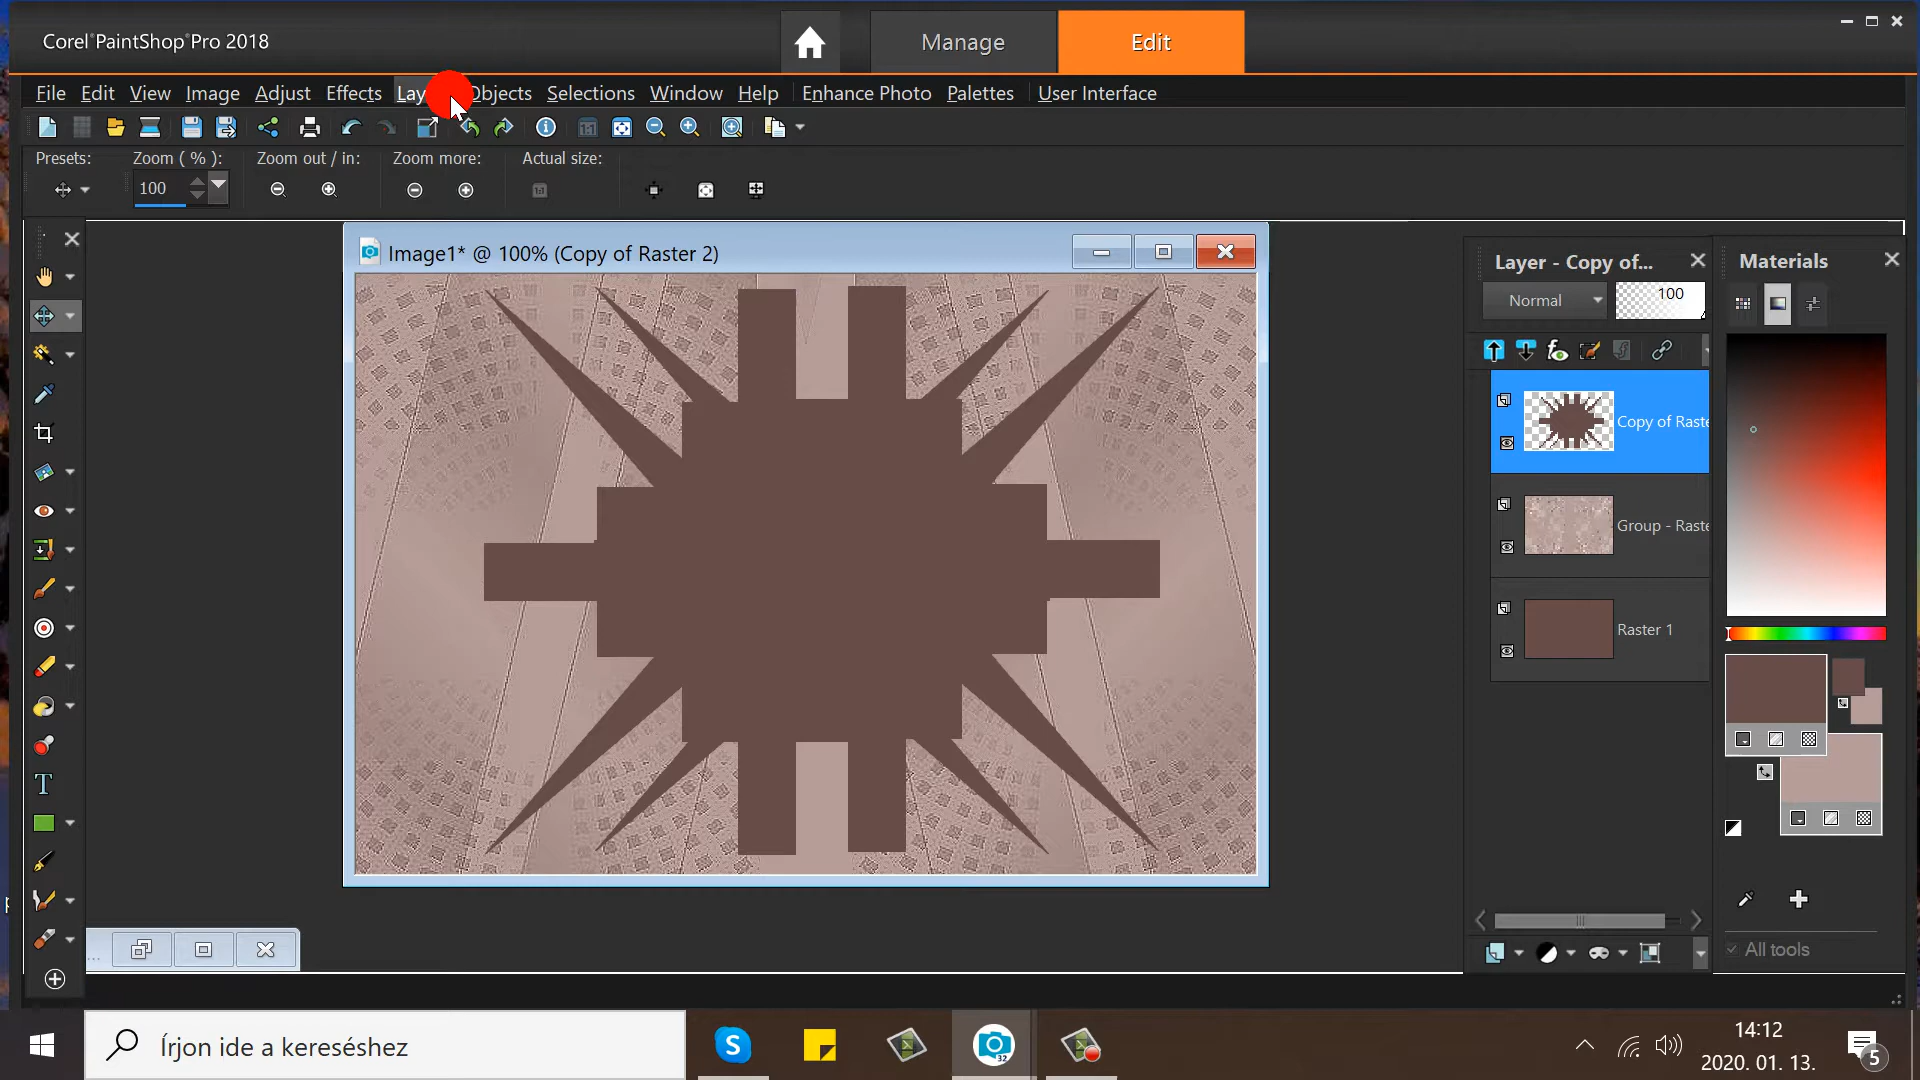 Corel PaintShop Pro 2018
Manage
Edit
File Edit View Image Adjust Effects Objects Selections Window Help Enhance Photo Palettes User Interface
Presets: Zoom ( % ): Zoom out / in: Zoom more: Actual size:
100
Image1* @ 100% (Copy of Raster 2)
Layer - Copy of...
Normal
100
Copy of Raste
Group - Raste
Raster 1
Materials
All tools
Írjon ide a kereséshez
14:12
2020. 01. 13.
5